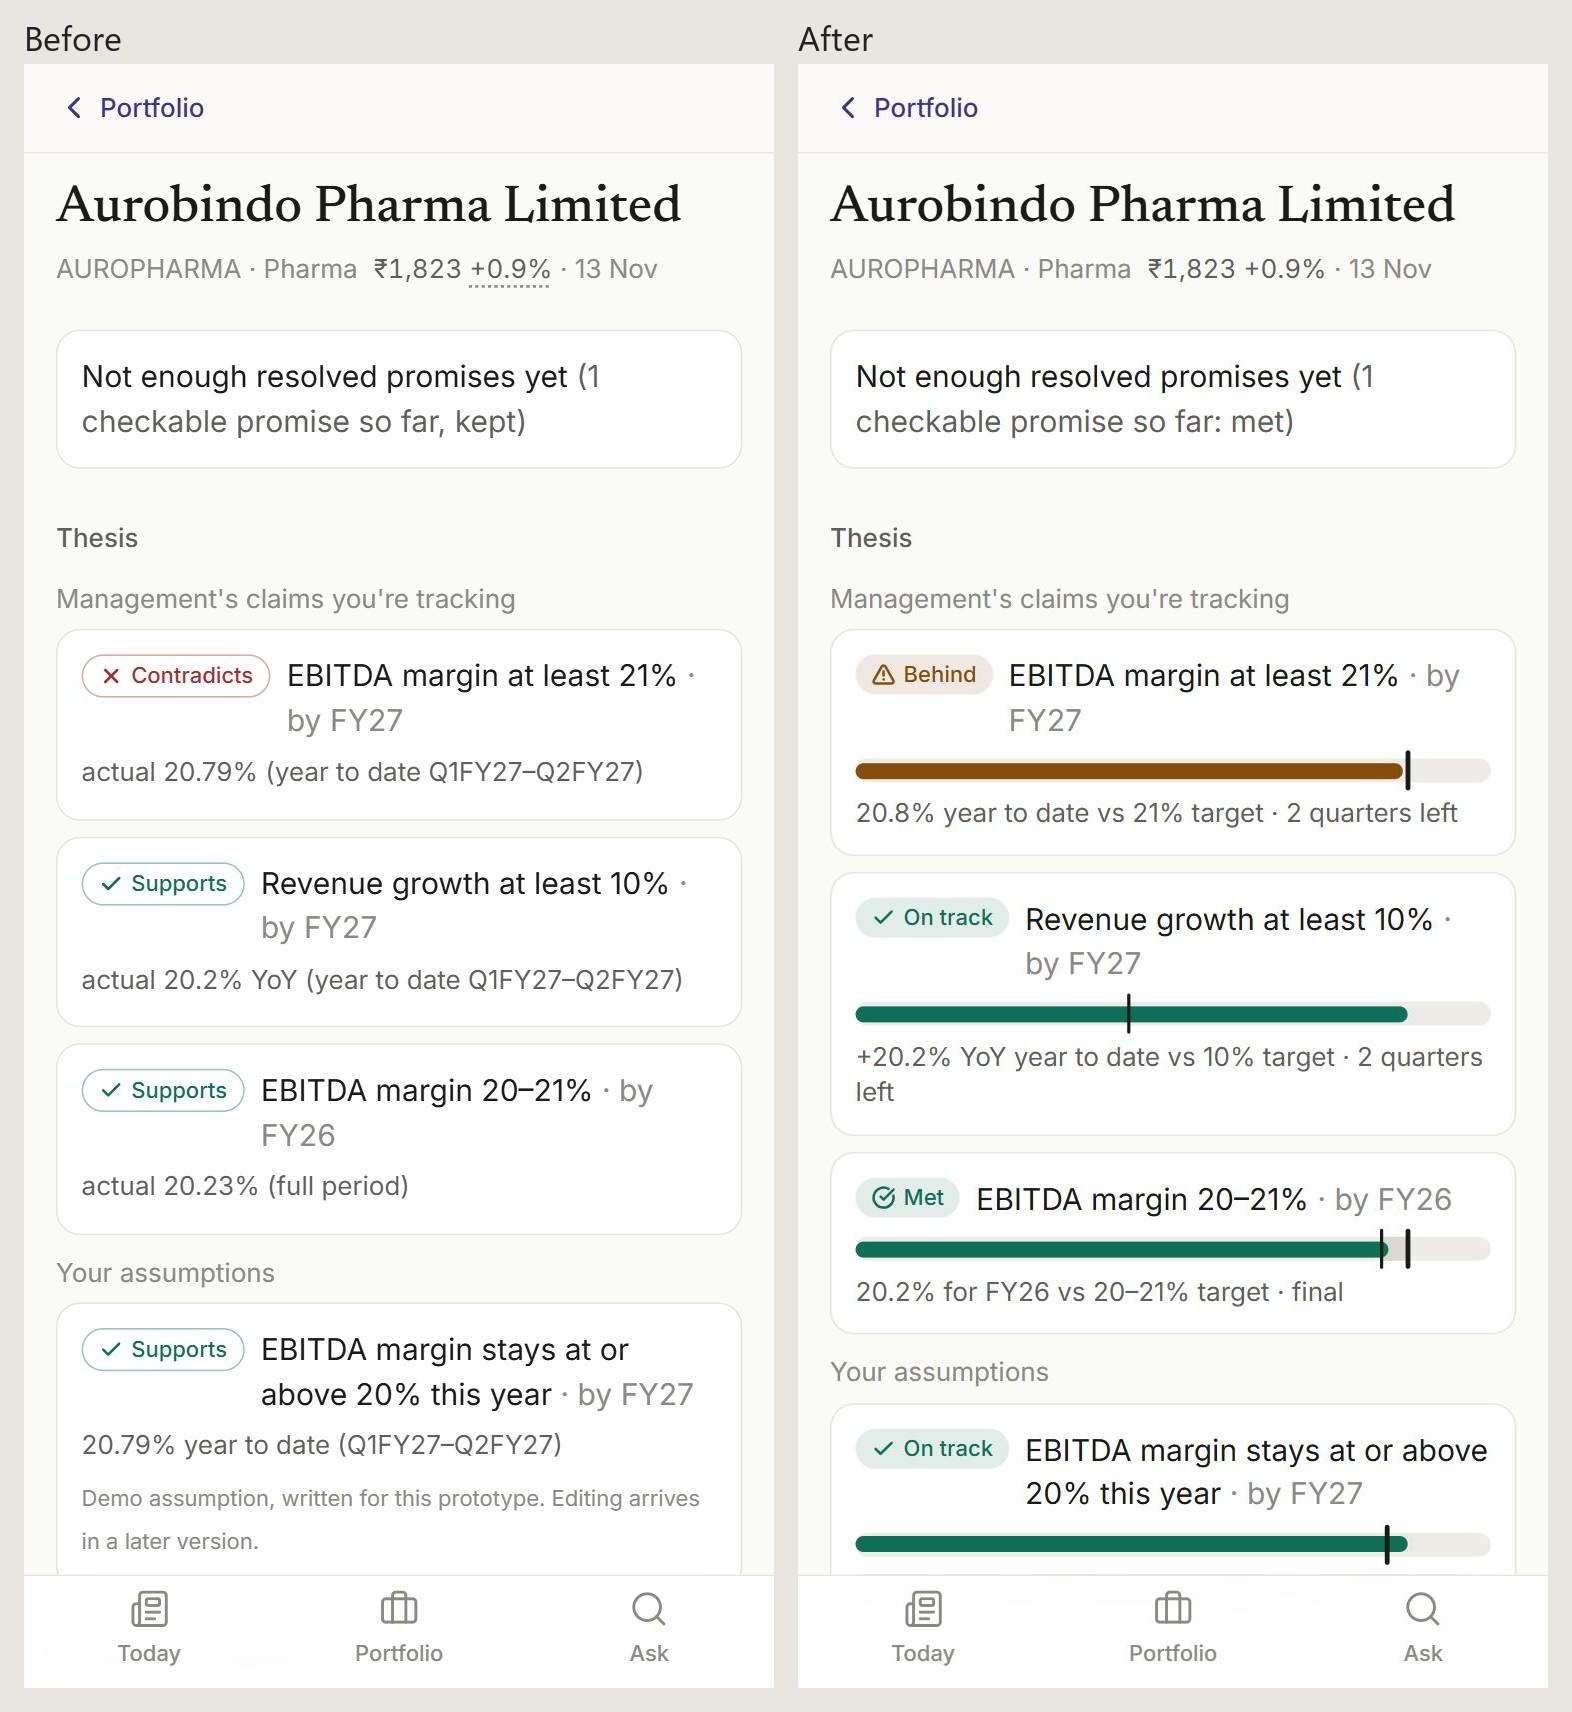 Before
Portfolio
Aurobindo Pharma Limited
AUROPHARMA · Pharma ₹1,823 +0.9% · 13 Nov
Not enough resolved promises yet (1
checkable promise so far, kept)
Thesis
Management's claims you're tracking
Contradicts EBITDA margin at least 21% ·
by FY27
actual 20.79% (year to date Q1FY27–Q2FY27)
Supports Revenue growth at least 10% ·
by FY27
actual 20.2% YoY (year to date Q1FY27–Q2FY27)
Supports EBITDA margin 20–21% · by
FY26
actual 20.23% (full period)
Your assumptions
Supports EBITDA margin stays at or
above 20% this year · by FY27
20.79% year to date (Q1FY27–Q2FY27)
Demo assumption, written for this prototype. Editing arrives
in a later version.
Today Portfolio Ask
After
Portfolio
Aurobindo Pharma Limited
AUROPHARMA · Pharma ₹1,823 +0.9% · 13 Nov
Not enough resolved promises yet (1
checkable promise so far: met)
Thesis
Management's claims you're tracking
Behind EBITDA margin at least 21% · by
FY27
20.8% year to date vs 21% target · 2 quarters left
On track Revenue growth at least 10% ·
by FY27
+20.2% YoY year to date vs 10% target · 2 quarters
left
Met EBITDA margin 20–21% · by FY26
20.2% for FY26 vs 20–21% target · final
Your assumptions
On track EBITDA margin stays at or above
20% this year · by FY27
Today Portfolio Ask